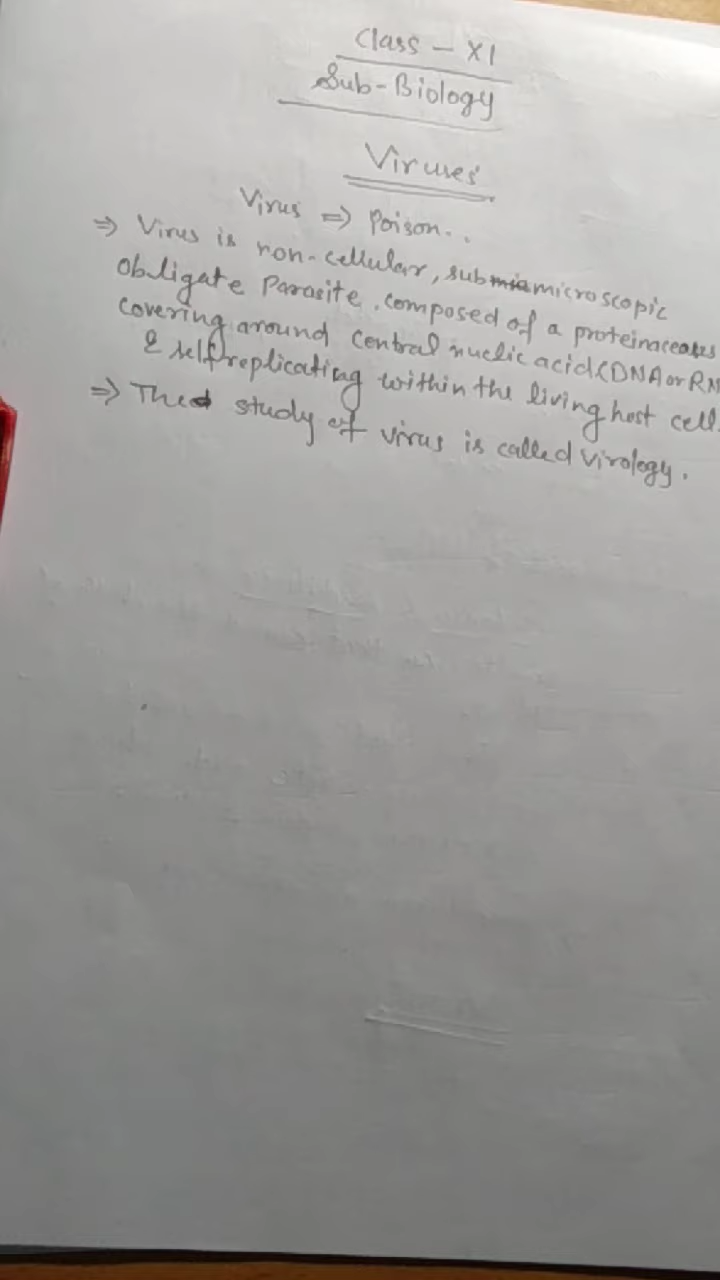 Class - XI
Sub - Biology
Viruses
Virus ⇒ Poison..
⇒ Virus is non-cellular, submicroscopic
obligate Parasite, composed of a proteinaceous
covering around central nuclic acid (DNA or RN
& self replicating within the living host cell.
⇒ The study of virus is called Virology.